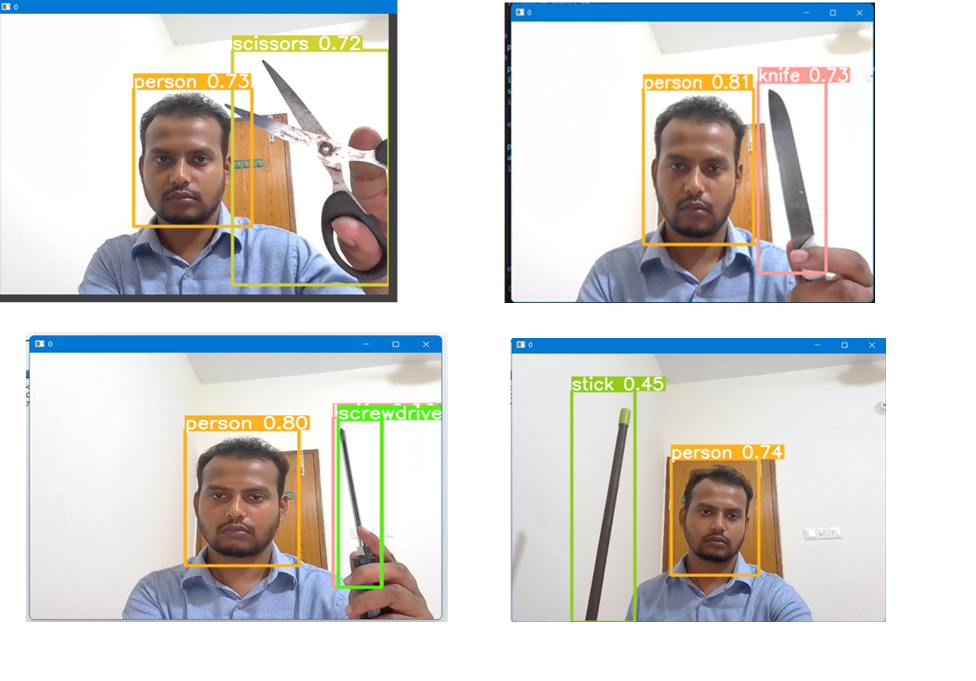 0
scissors 0.72
person 0.73
0
person 0.81
knife 0.73
0
person 0.80
screwdrive
0
stick 0.45
person 0.74